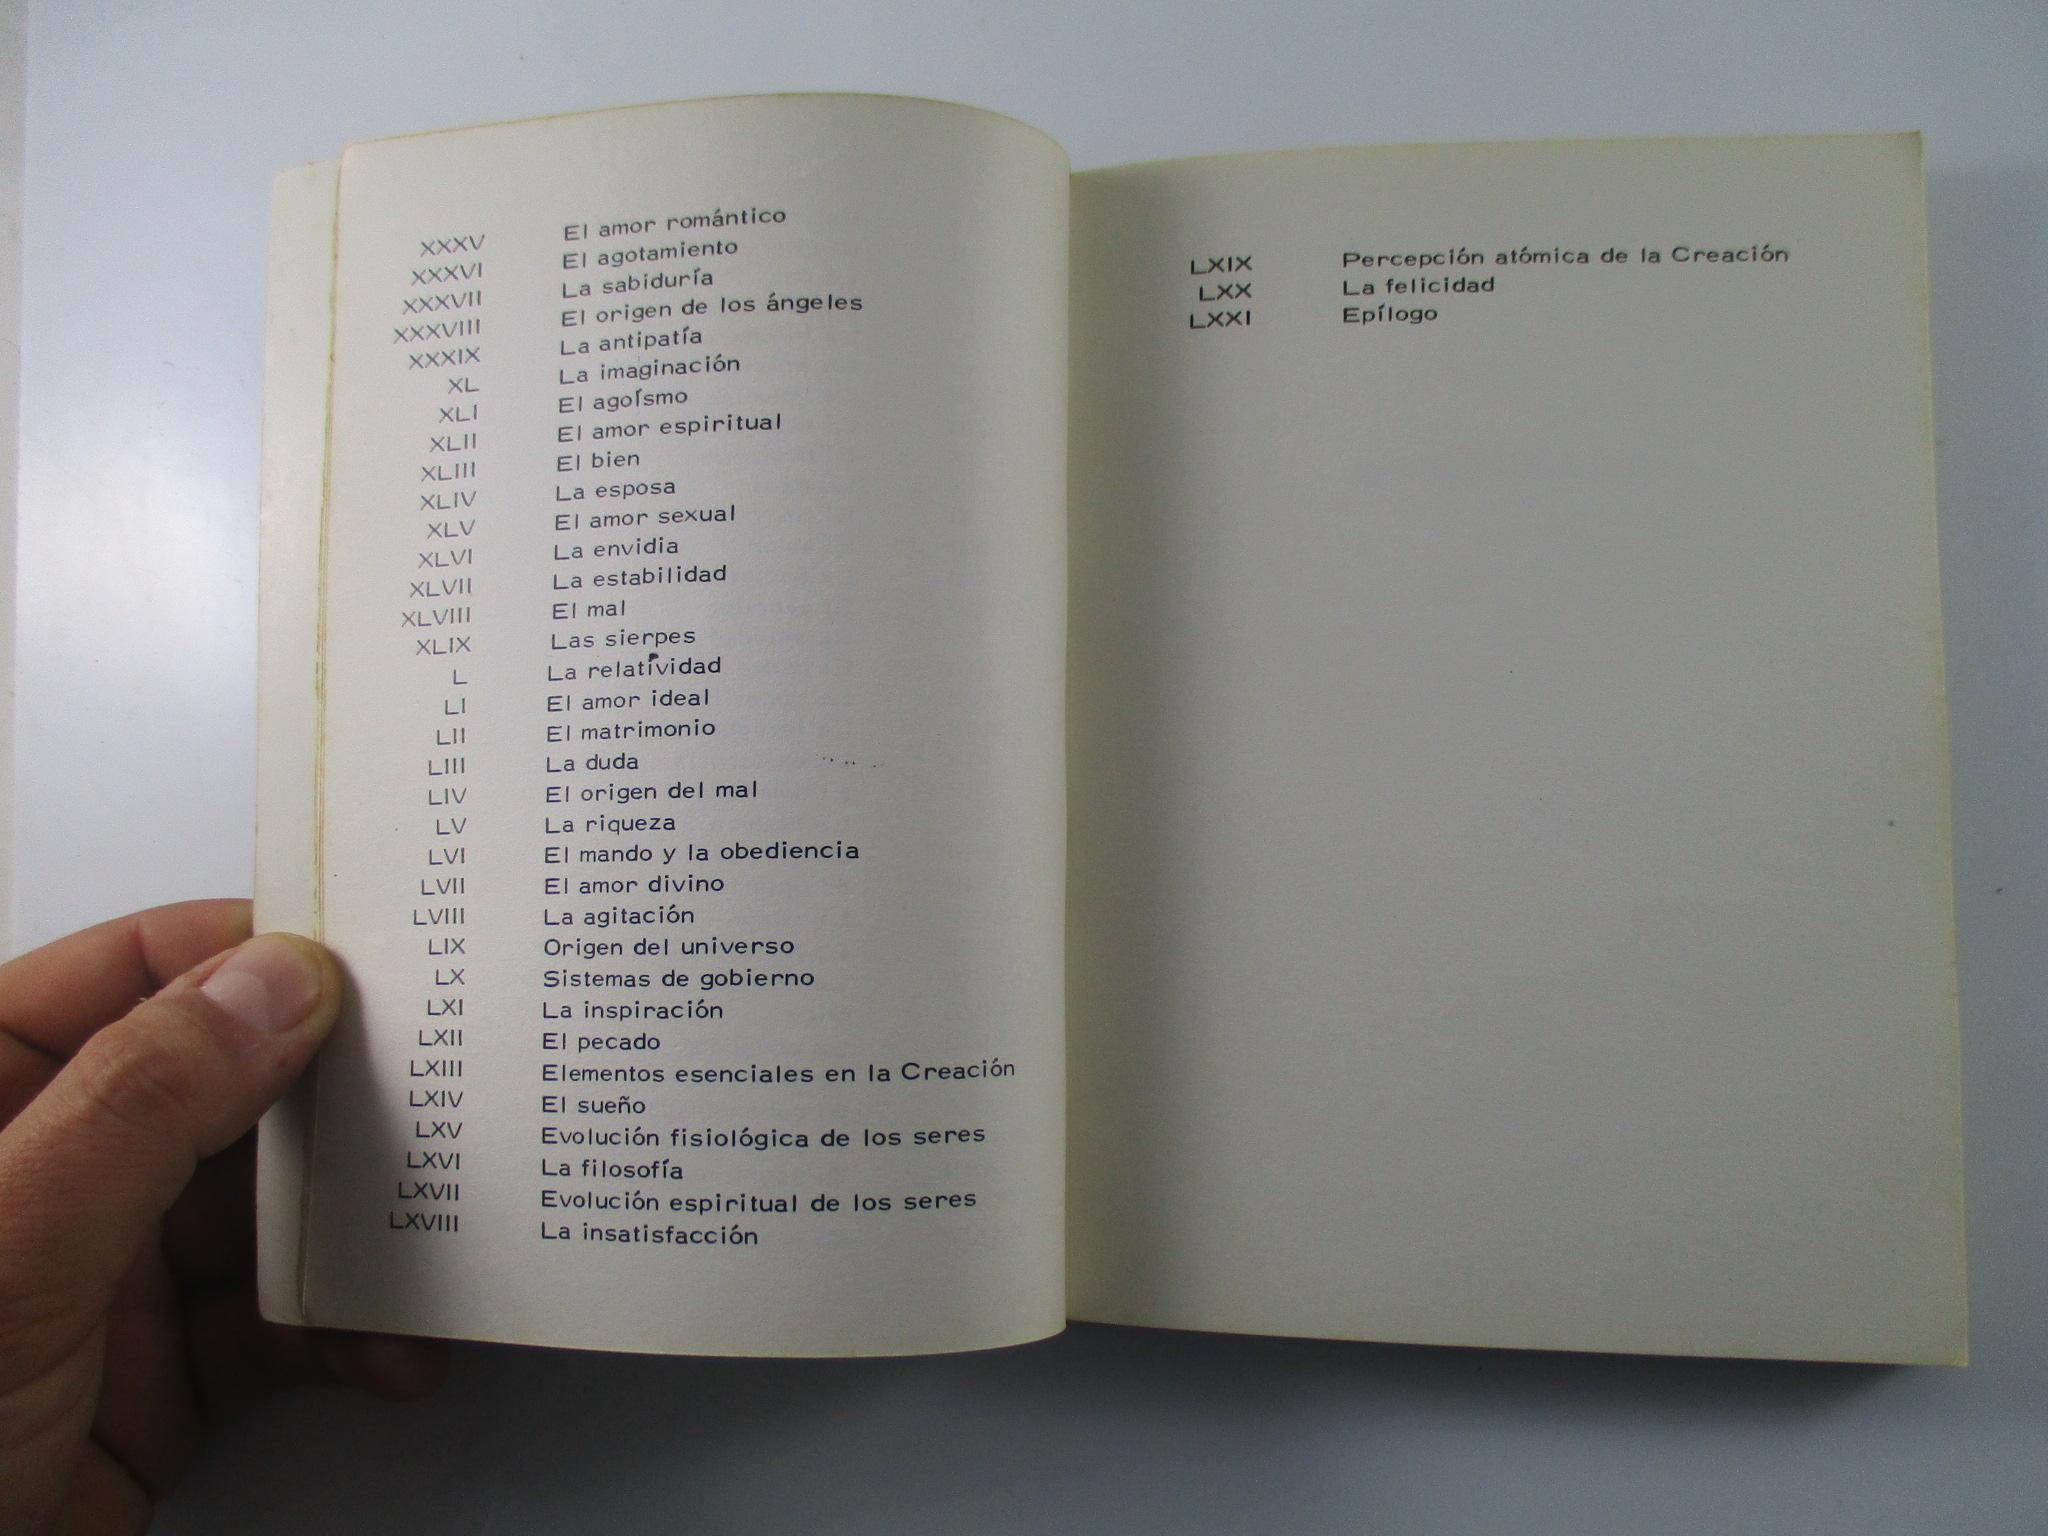 XXXV El amor romántico
XXXVI El agotamiento
XXXVII La sabiduría
XXXVIII El origen de los ángeles
XXXIX La antipatía
XL La imaginación
XLI El agoísmo
XLII El amor espiritual
XLIII El bien
XLIV La esposa
XLV El amor sexual
XLVI La envidia
XLVII La estabilidad
XLVIII El mal
XLIX Las sierpes
L La relatividad
LI El amor ideal
LII El matrimonio
LIII La duda
LIV El origen del mal
LV La riqueza
LVI El mando y la obediencia
LVII El amor divino
LVIII La agitación
LIX Origen del universo
LX Sistemas de gobierno
LXI La inspiración
LXII El pecado
LXIII Elementos esenciales en la Creación
LXIV El sueño
LXV Evolución fisiológica de los seres
LXVI La filosofía
LXVII Evolución espiritual de los seres
LXVIII La insatisfacción
LXIX Percepción atómica de la Creación
LXX La felicidad
LXXI Epílogo